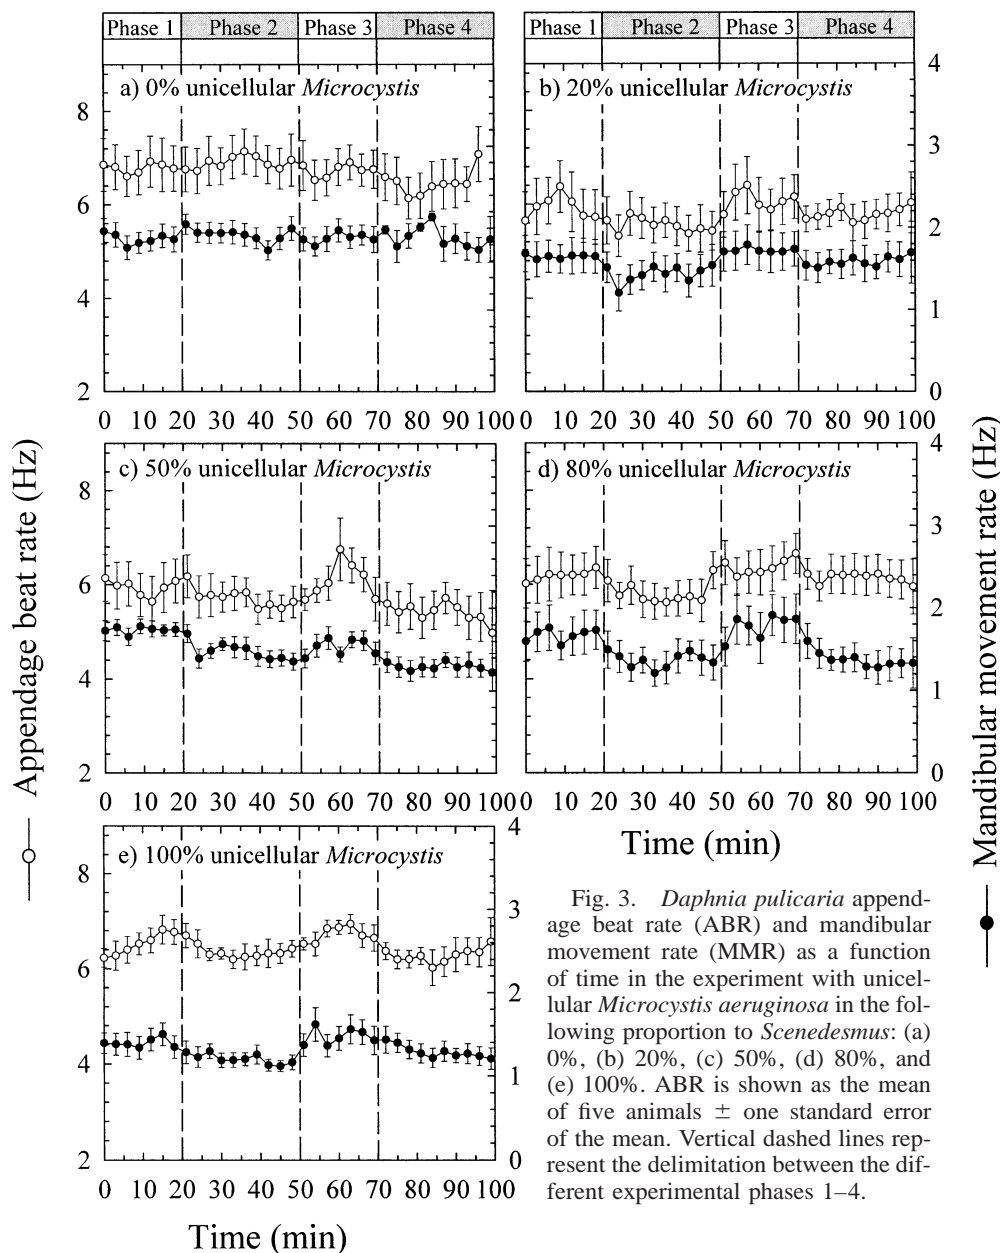 Phase 1 Phase 2 Phase 3 Phase 4 Phase 1 Phase 2 Phase 3 Phase 4
a) 0% unicellular Microcystis
8
6
4
2
0 10 20 30 40 50 60 70 80 90 100
b) 20% unicellular Microcystis
4
3
2
1
0
0 10 20 30 40 50 60 70 80 90 100
Appendage beat rate (Hz)
Mandibular movement rate (Hz)
c) 50% unicellular Microcystis
8
6
4
2
0 10 20 30 40 50 60 70 80 90 100
d) 80% unicellular Microcystis
4
3
2
1
0
0 10 20 30 40 50 60 70 80 90 100
Time (min)
e) 100% unicellular Microcystis
8
6
4
2
4
3
2
1
0
0 10 20 30 40 50 60 70 80 90 100
Time (min)
Fig. 3. Daphnia pulicaria append-
age beat rate (ABR) and mandibular
movement rate (MMR) as a function
of time in the experiment with unicel-
lular Microcystis aeruginosa in the fol-
lowing proportion to Scenedesmus: (a)
0%, (b) 20%, (c) 50%, (d) 80%, and
(e) 100%. ABR is shown as the mean
of five animals ± one standard error
of the mean. Vertical dashed lines rep-
resent the delimitation between the dif-
ferent experimental phases 1–4.